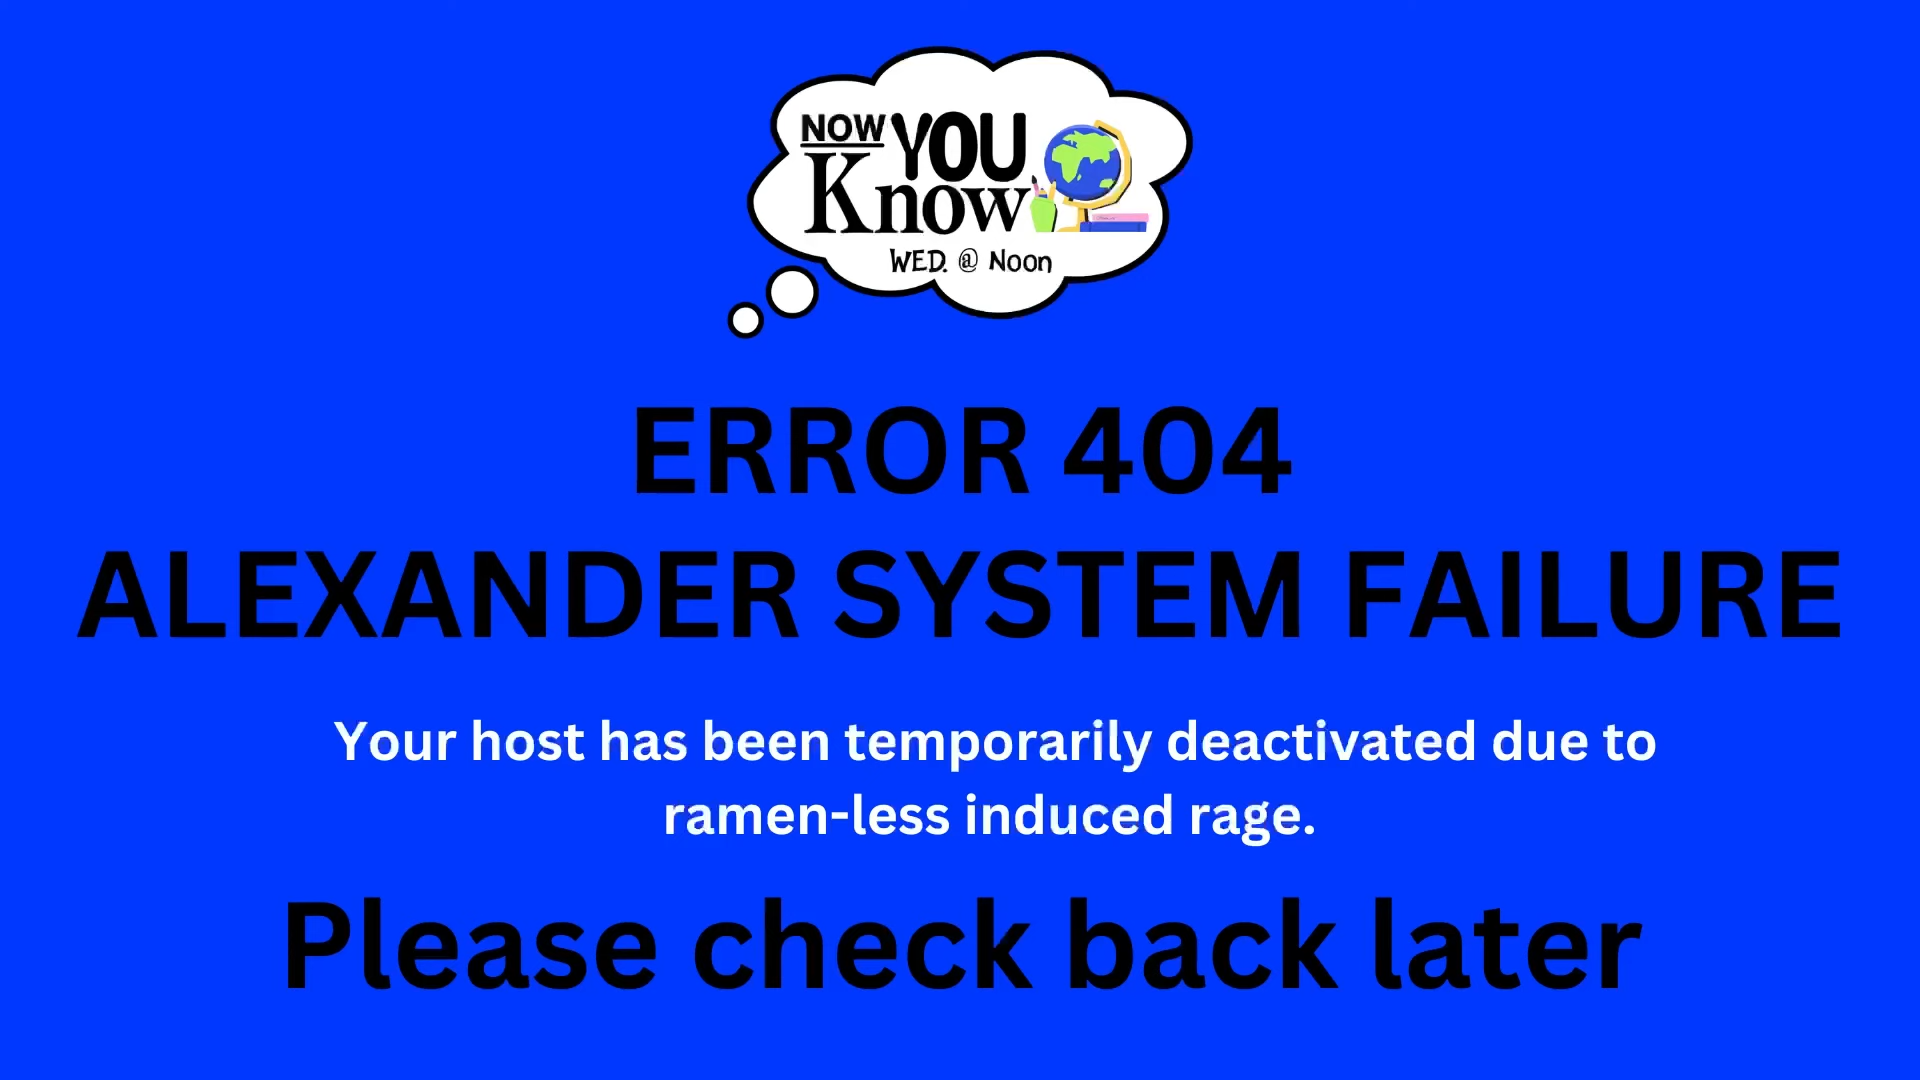 NOW YOU
Know
WED. @ Noon
ERROR 404
ALEXANDER SYSTEM FAILURE
Your host has been temporarily deactivated due to
ramen-less induced rage.
Please check back later